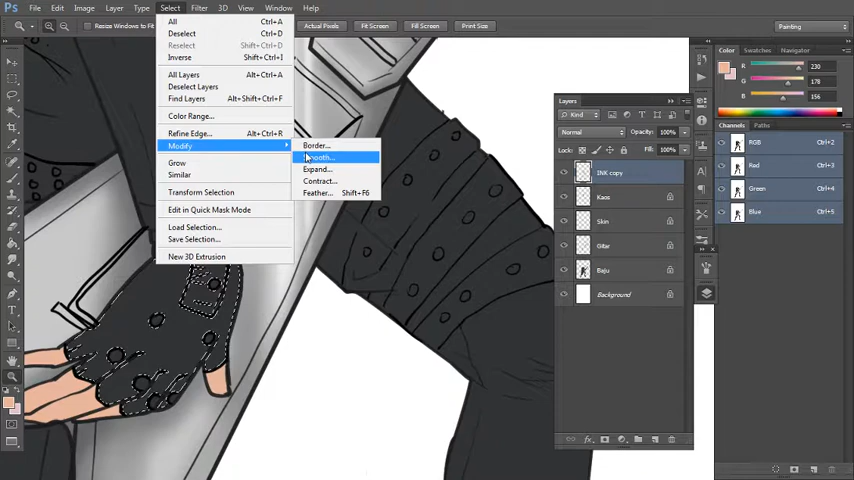 Ps File Edit Image Layer Type Select Filter 3D View Window Help
Resize Windows to Fit Actual Pixels Fit Screen Fill Screen Print Size Painting
All Ctrl+A
Deselect Ctrl+D
Reselect Shift+Ctrl+D
Inverse Shift+Ctrl+I
All Layers Alt+Ctrl+A
Deselect Layers
Find Layers Alt+Shift+Ctrl+F
Color Range...
Refine Edge... Alt+Ctrl+R
Modify
Grow
Similar
Transform Selection
Edit in Quick Mask Mode
Load Selection...
Save Selection...
New 3D Extrusion
Border...
Smooth...
Expand...
Contract...
Feather... Shift+F6
Layers
Kind
Normal Opacity: 100%
Lock: Fill: 100%
INK copy
Kaos
Skin
Gitar
Baju
Background
Color Swatches Navigator
R 230
G 178
B 156
Channels Paths
RGB Ctrl+2
Red Ctrl+3
Green Ctrl+4
Blue Ctrl+5